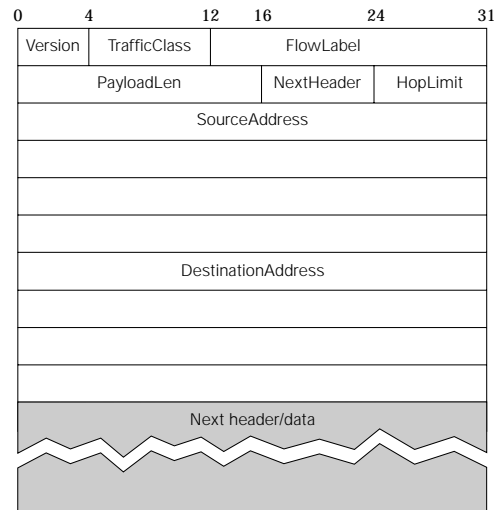 0 4 12 16 24 31
Version TrafficClass FlowLabel
PayloadLen NextHeader HopLimit
SourceAddress
DestinationAddress
Next header/data